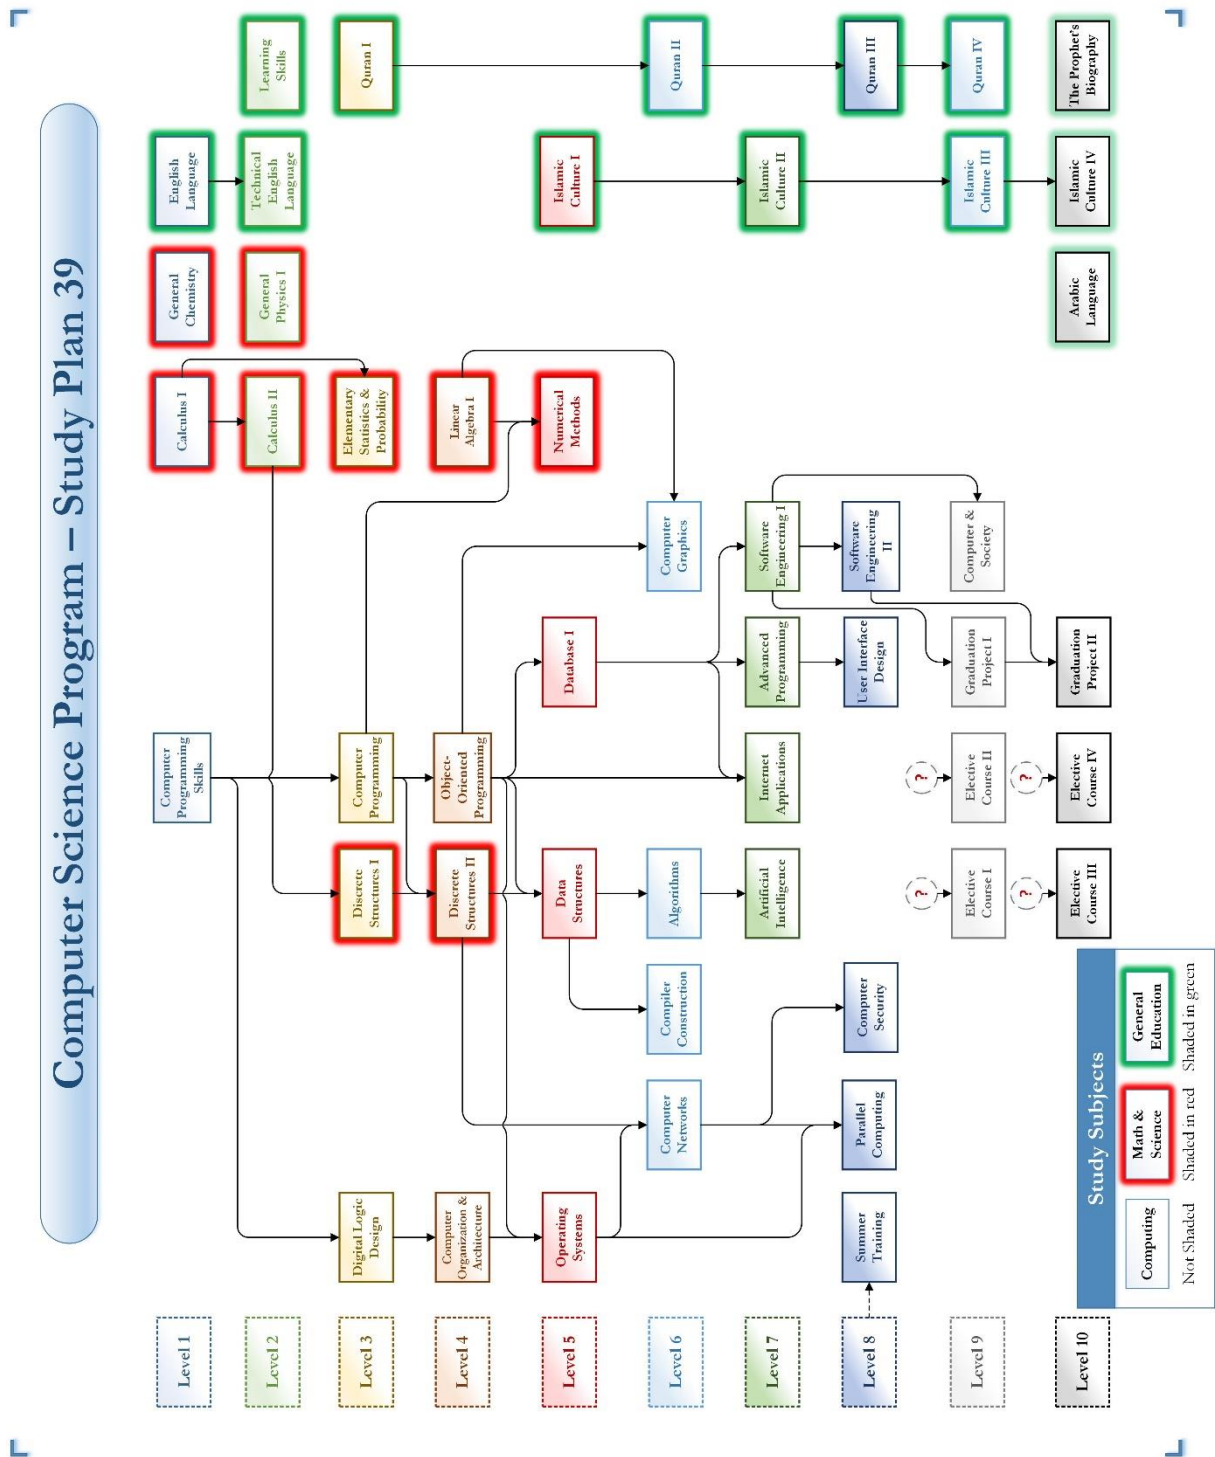 Computer Science Program – Study Plan 39
Level 1
Computer
Programming
Skills
Calculus I
General
Chemistry
English
Language
Level 2
Calculus II
General
Physics I
Technical
English
Language
Learning
Skills
Level 3
Digital Logic
Design
Discrete
Structures I
Computer
Programming
Elementary
Statistics &
Probability
Quran I
Level 4
Computer
Organization &
Architecture
Discrete
Structures II
Object-
Oriented
Programming
Linear
Algebra I
Level 5
Operating
Systems
Data
Structures
Database I
Numerical
Methods
Islamic
Culture I
Level 6
Computer
Networks
Compiler
Construction
Algorithms
Computer
Graphics
Quran II
Level 7
Artificial
Intelligence
Internet
Applications
Advanced
Programming
Software
Engineering I
Islamic
Culture II
Level 8
Summer
Training
Parallel
Computing
Computer
Security
User Interface
Design
Software
Engineering
II
Quran III
Level 9
?
Elective
Course I
?
Elective
Course II
Graduation
Project I
Computer &
Society
Islamic
Culture III
Quran IV
Level 10
?
Elective
Course III
?
Elective
Course IV
Graduation
Project II
Arabic
Language
Islamic
Culture IV
The Prophet's
Biography
Study Subjects
Computing
Math &
Science
General
Education
Not Shaded
Shaded in red
Shaded in green